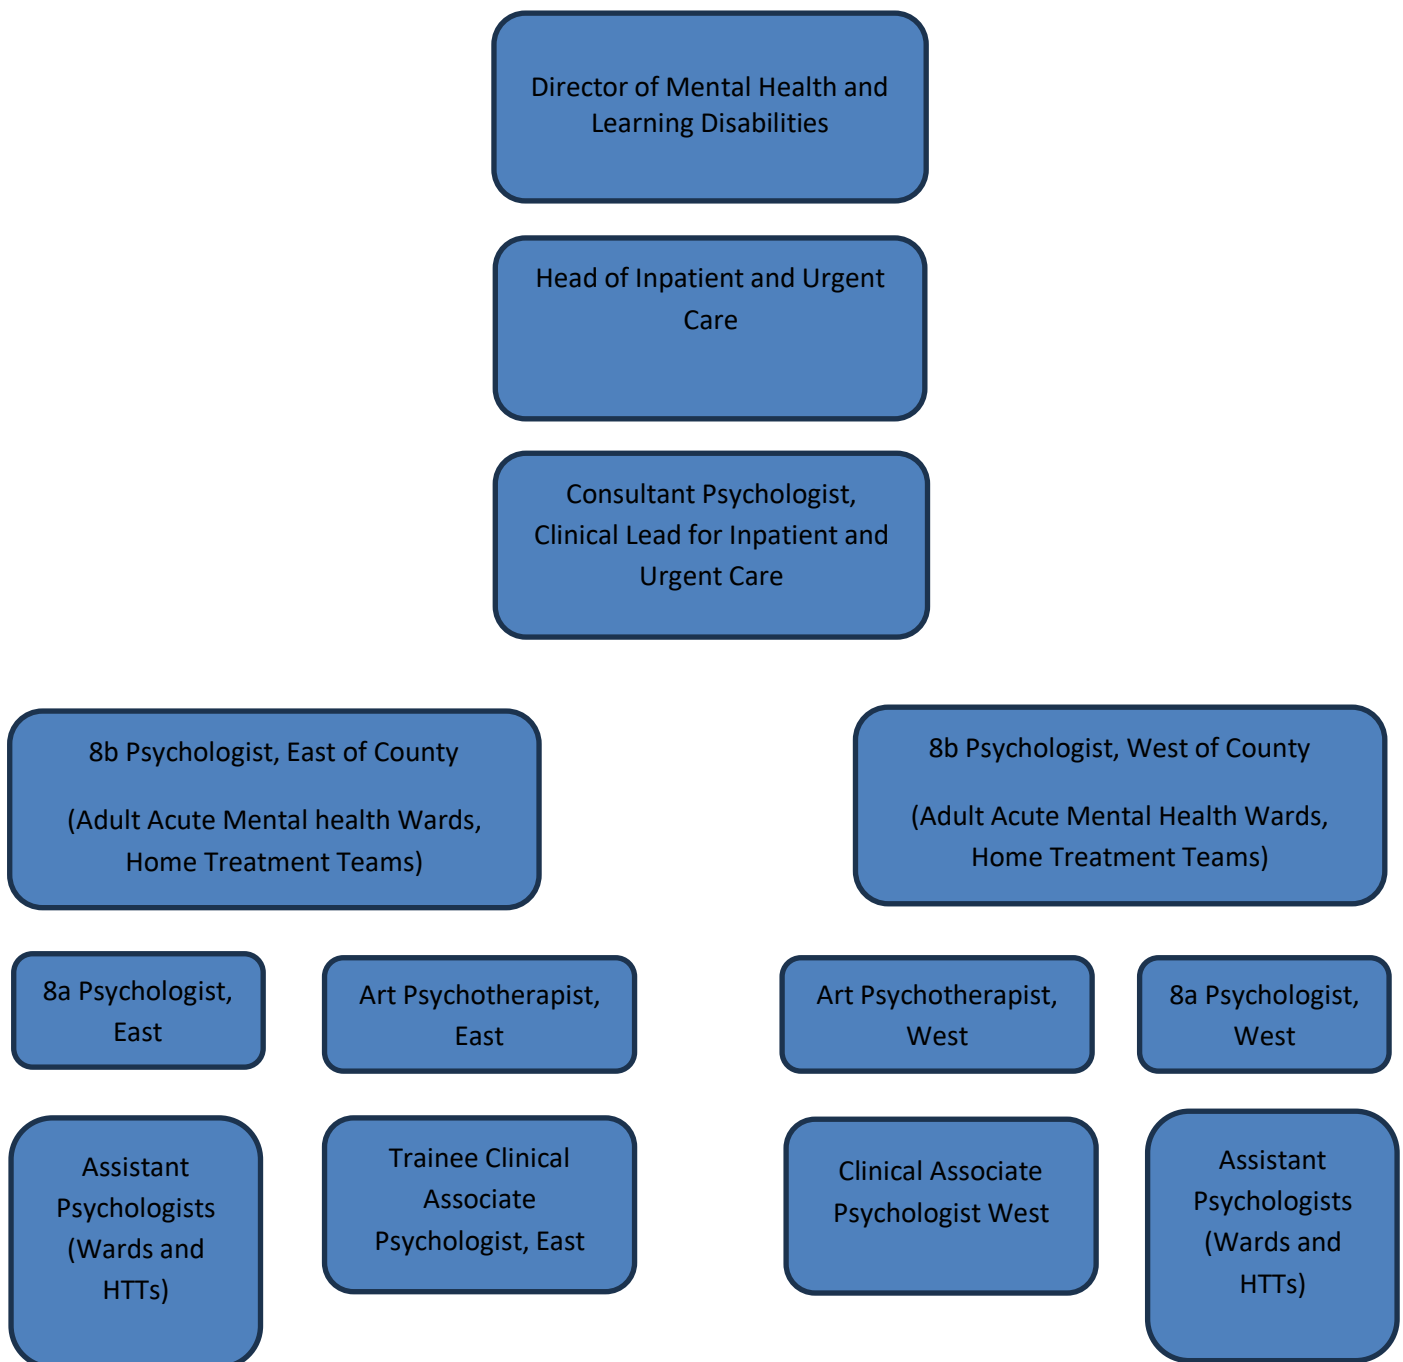 Director of Mental Health and
Learning Disabilities
Head of Inpatient and Urgent
Care
Consultant Psychologist,
Clinical Lead for Inpatient and
Urgent Care
8b Psychologist, East of County
(Adult Acute Mental health Wards,
Home Treatment Teams)
8b Psychologist, West of County
(Adult Acute Mental Health Wards,
Home Treatment Teams)
8a Psychologist,
East
Art Psychotherapist,
East
Art Psychotherapist,
West
8a Psychologist,
West
Assistant
Psychologists
(Wards and
HTTs)
Trainee Clinical
Associate
Psychologist, East
Clinical Associate
Psychologist West
Assistant
Psychologists
(Wards and
HTTs)